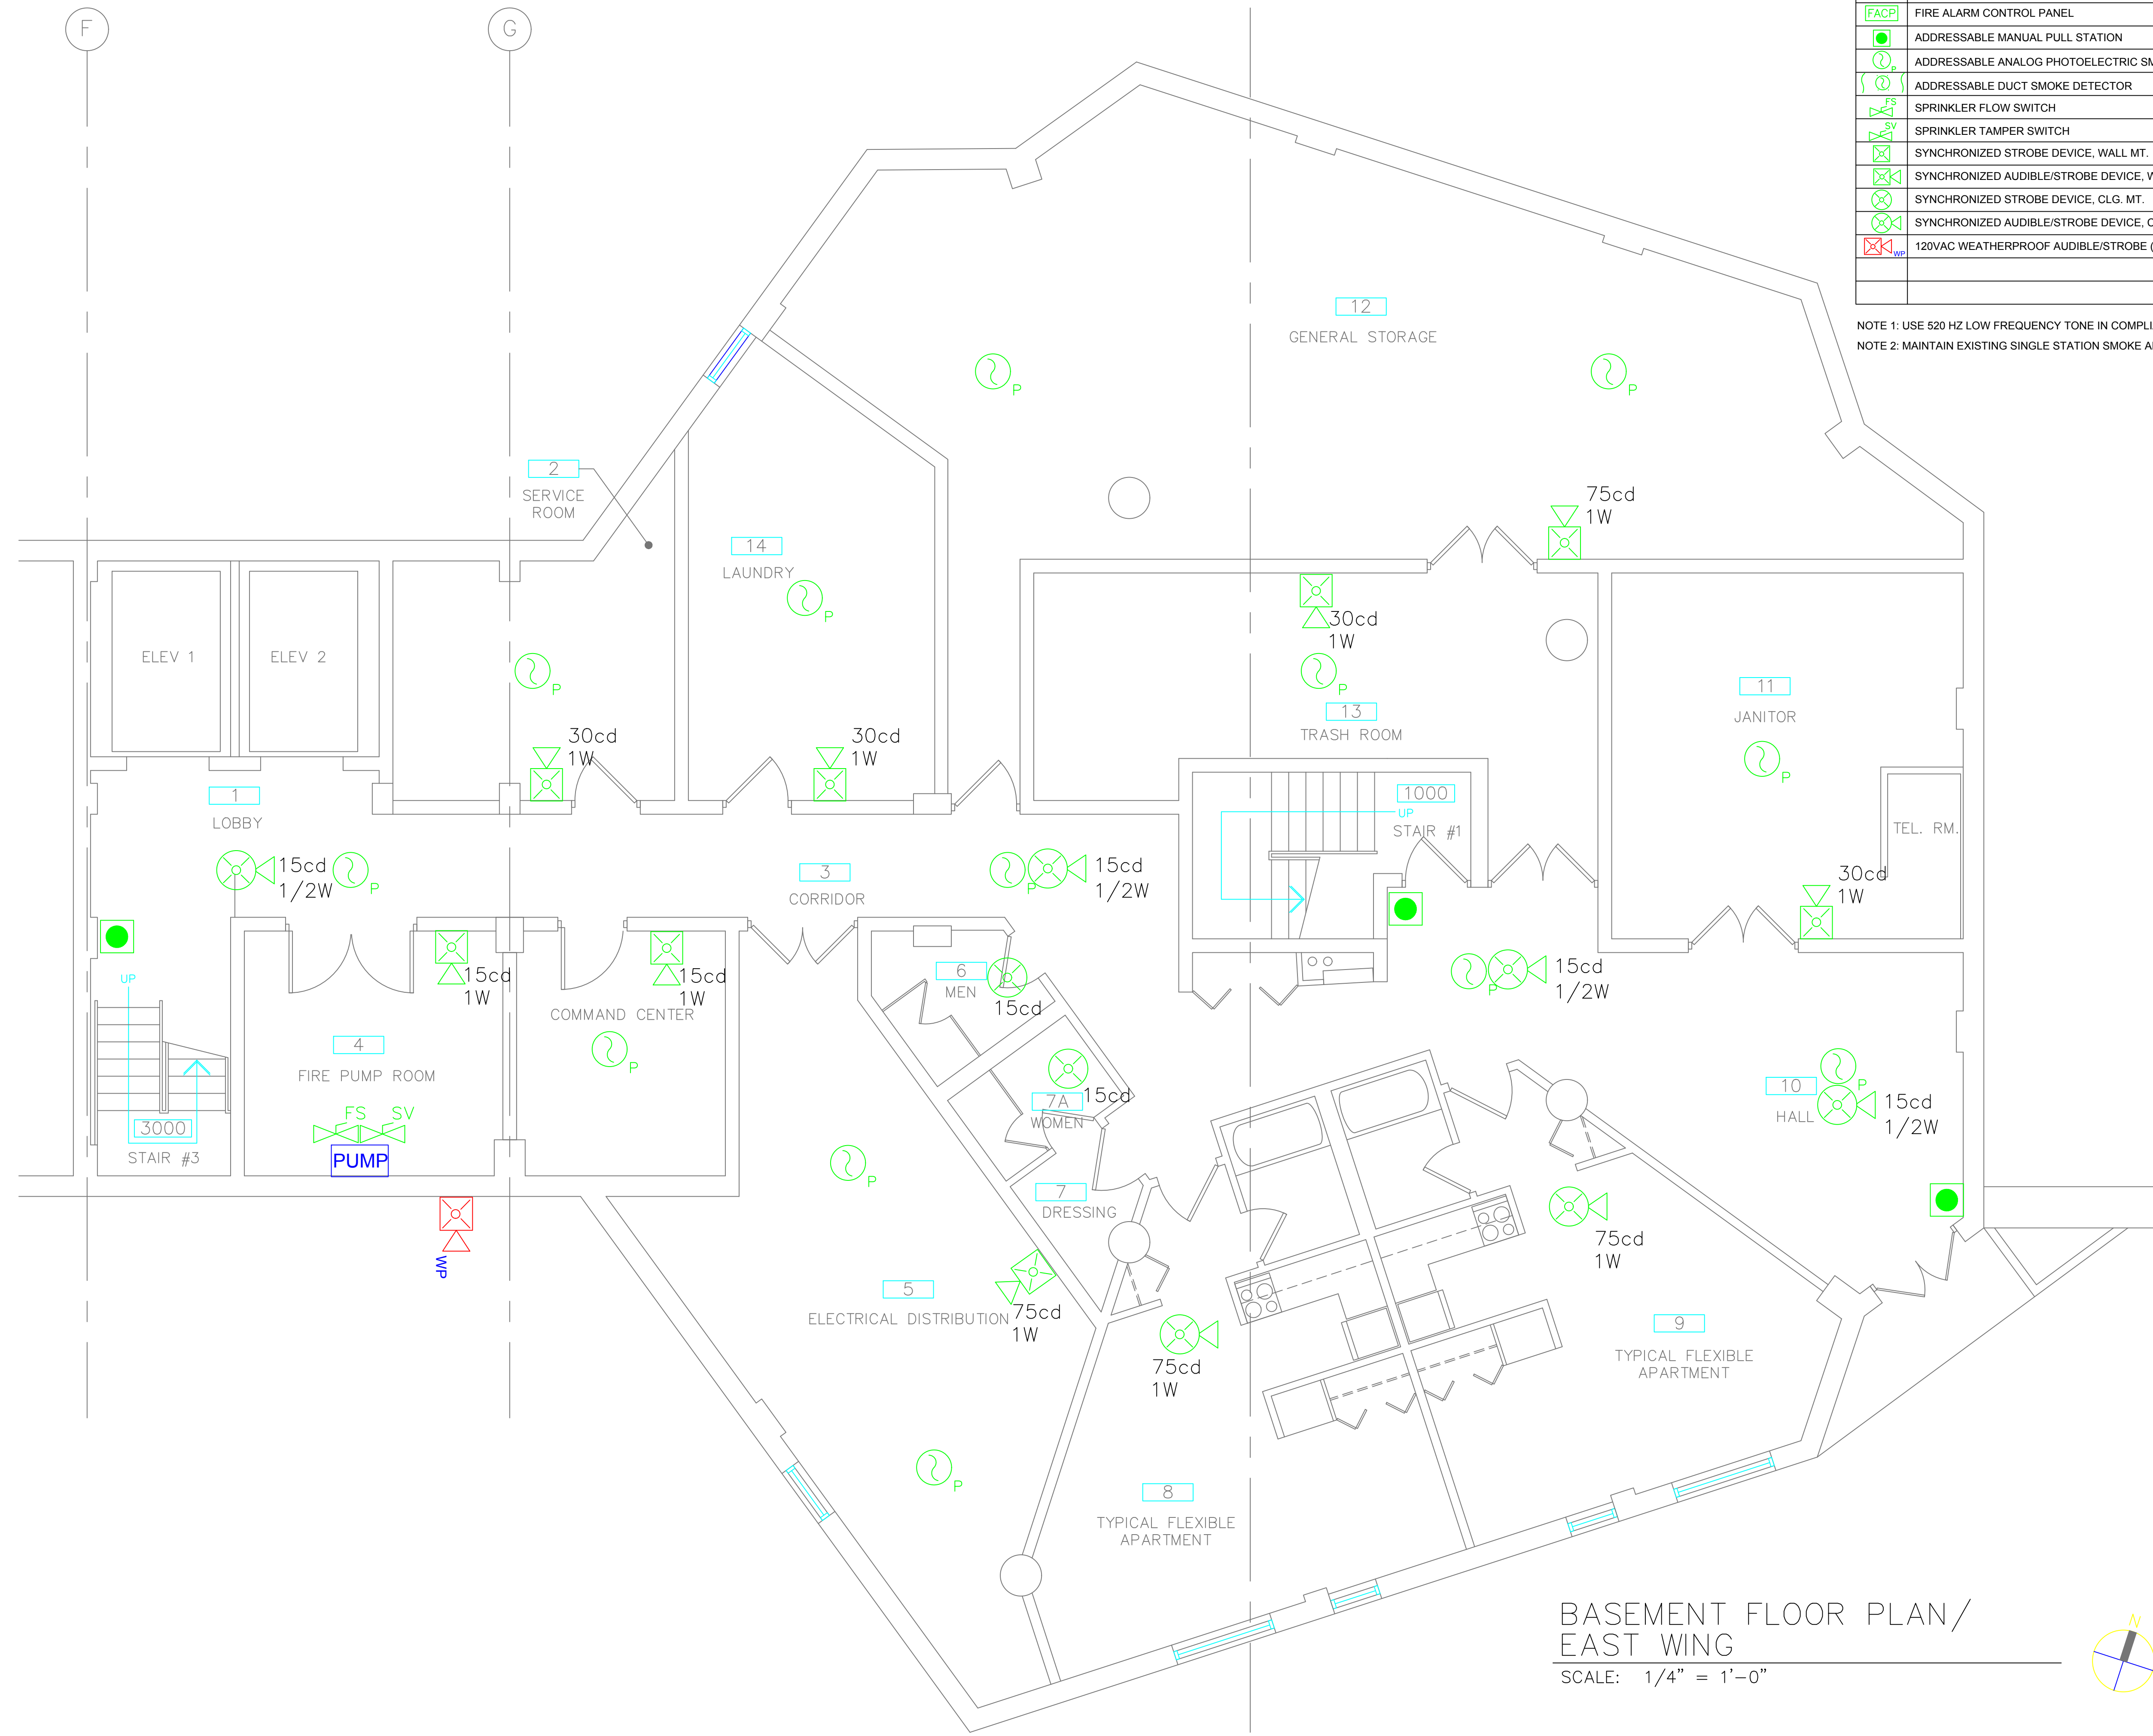 F
G
FACP FIRE ALARM CONTROL PANEL
ADDRESSABLE MANUAL PULL STATION
P ADDRESSABLE ANALOG PHOTOELECTRIC
ADDRESSABLE DUCT SMOKE DETECTOR
FS SPRINKLER FLOW SWITCH
SV SPRINKLER TAMPER SWITCH
SYNCHRONIZED STROBE DEVICE, WALL MT.
SYNCHRONIZED AUDIBLE/STROBE DEVICE,
SYNCHRONIZED STROBE DEVICE, CLG. MT.
SYNCHRONIZED AUDIBLE/STROBE DEVICE,
WP 120VAC WEATHERPROOF AUDIBLE/STROBE (
NOTE 1: USE 520 HZ LOW FREQUENCY TONE IN
NOTE 2: MAINTAIN EXISTING SINGLE STATION SMOKE
12
GENERAL STORAGE
P
P
2
SERVICE
ROOM
75cd
1W
14
LAUNDRY
P
30cd
1W
P
13
TRASH ROOM
ELEV 1
ELEV 2
P
30cd
1W
30cd
1W
11
JANITOR
P
1
LOBBY
1000
UP
STAIR #1
TEL. RM.
15cd
1/2W
P
3
CORRIDOR
P
15cd
1/2W
30cd
1W
15cd
1W
15cd
1W
6
MEN
15cd
P
15cd
1/2W
UP
COMMAND CENTER
P
4
FIRE PUMP ROOM
7A
WOMEN
15cd
P
10
HALL
15cd
1/2W
FS SV
PUMP
3000
STAIR #3
P
7
DRESSING
WP
75cd
1W
5
ELECTRICAL DISTRIBUTION
75cd
1W
75cd
1W
9
TYPICAL FLEXIBLE
APARTMENT
P
8
TYPICAL FLEXIBLE
APARTMENT
BASEMENT FLOOR PLAN/
EAST WING
SCALE: 1/4" = 1'-0"
N